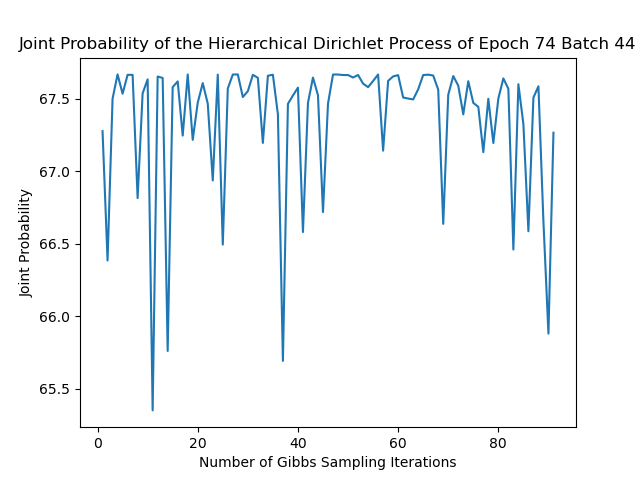 Joint Probability of the Hierarchical Dirichlet Process of Epoch 74 Batch 44
Joint Probability
67.5
67.0
66.5
66.0
65.5
0 20 40 60 80
Number of Gibbs Sampling Iterations